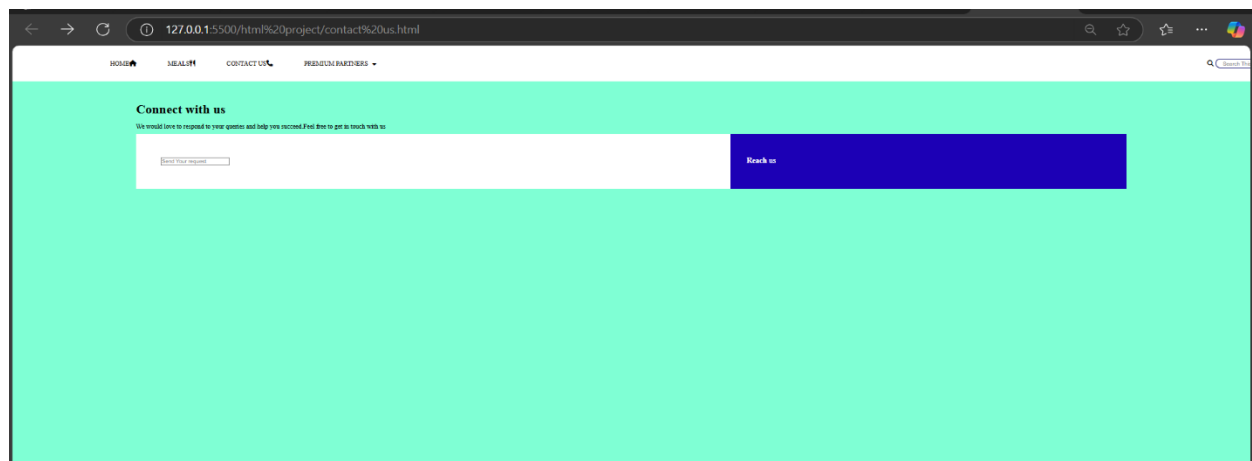 127.0.0.1:5500/html%20project/contact%20us.html
HOME MEALS CONTACT US PREMIUM PARTNERS
Search
Connect with us
We would love to respond to your queries and help you succeed.Feel free to get in touch with us
Send Your request
Reach us